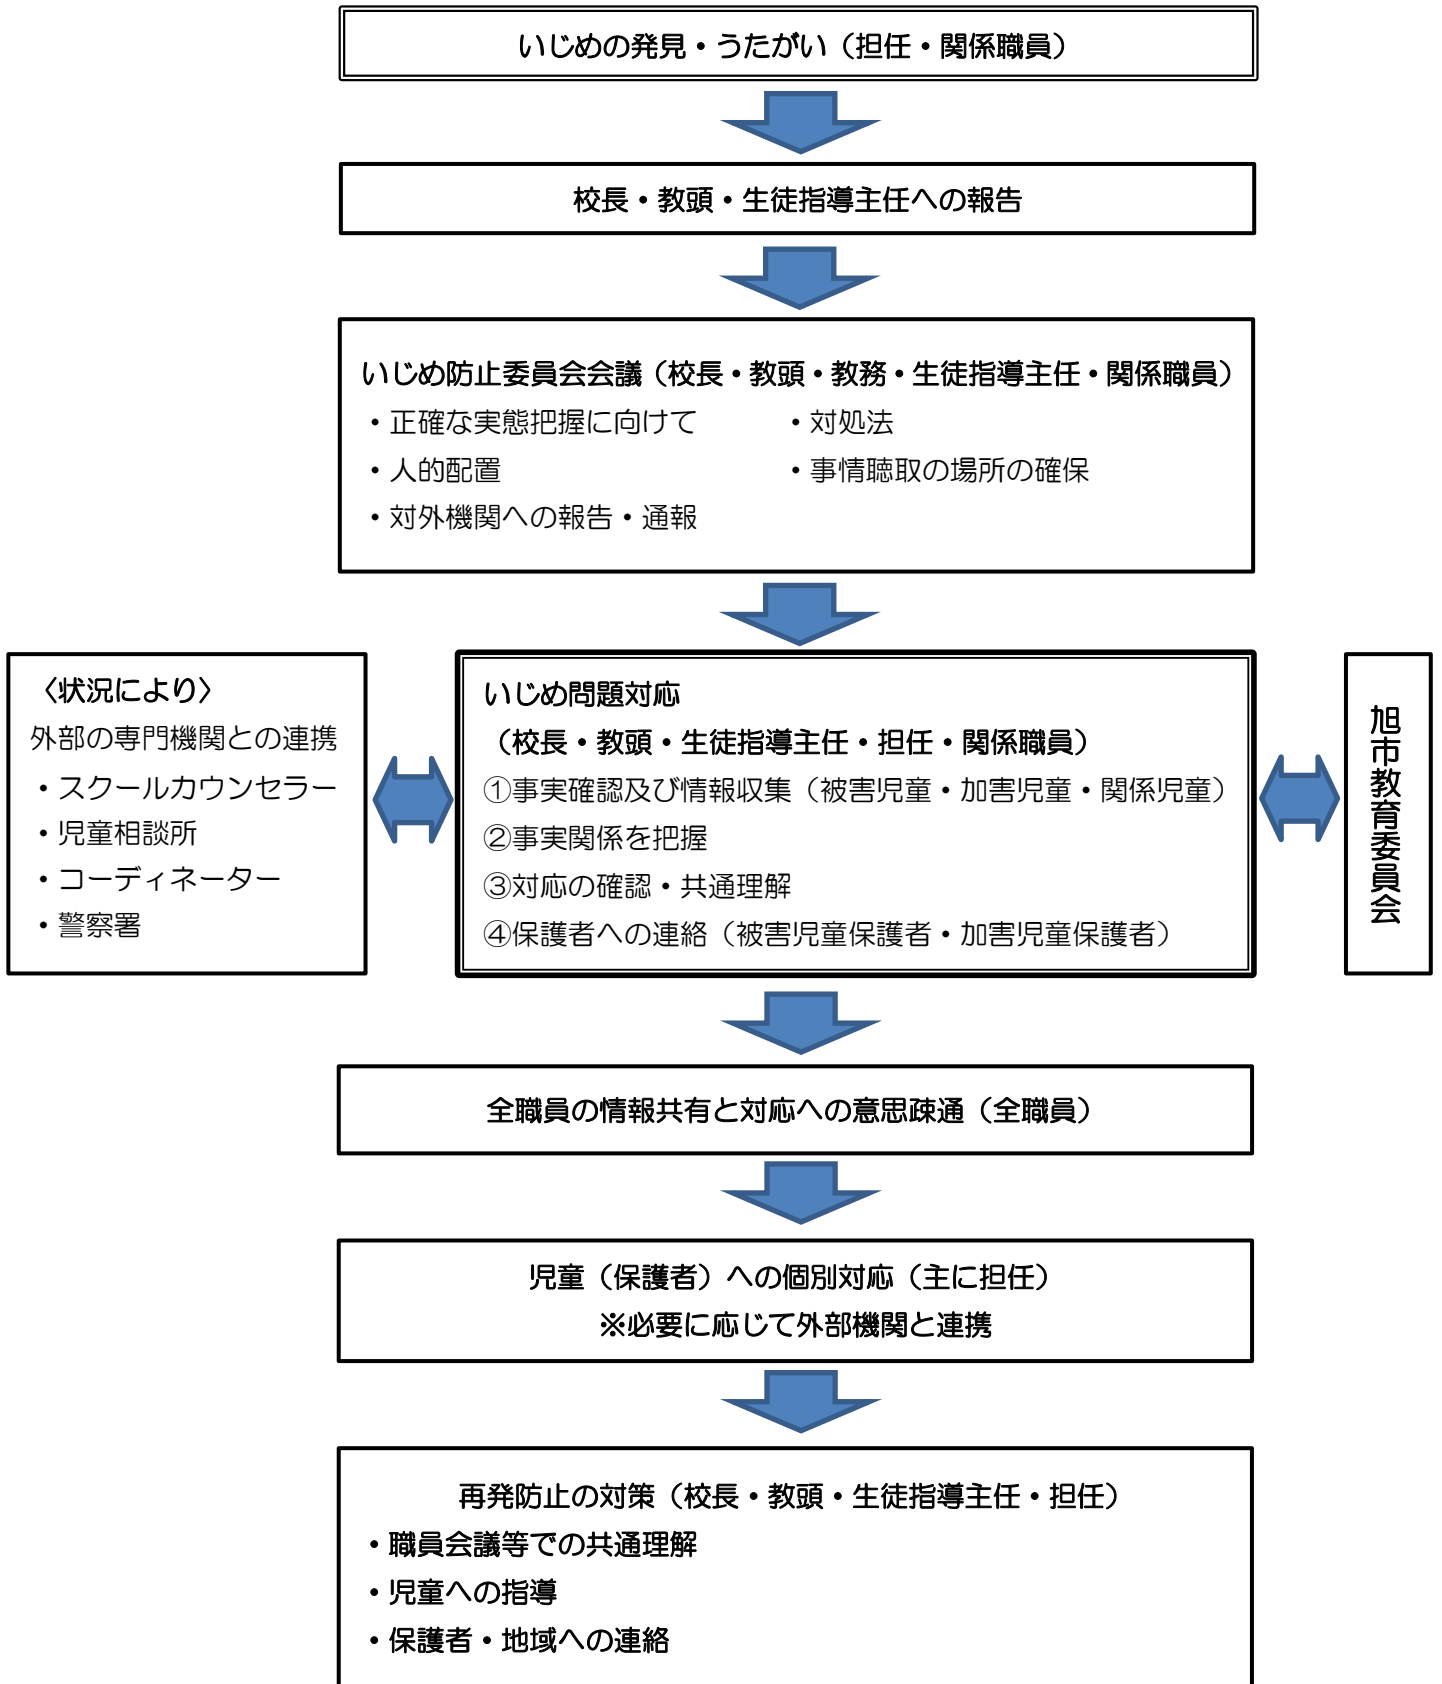 いじめの発見・うたがい（担任・関係職員）
校長・教頭・生徒指導主任への報告
いじめ防止委員会会議（校長・教頭・教務・生徒指導主任・関係職員）
・正確な実態把握に向けて　　　・対処法
・人的配置　　　・事情聴取の場所の確保
・対外機関への報告・通報
〈状況により〉
外部の専門機関との連携
・スクールカウンセラー
・児童相談所
・コーディネーター
・警察署
いじめ問題対応
（校長・教頭・生徒指導主任・担任・関係職員）
①事実確認及び情報収集（被害児童・加害児童・関係児童）
②事実関係を把握
③対応の確認・共通理解
④保護者への連絡（被害児童保護者・加害児童保護者）
旭市教育委員会
全職員の情報共有と対応への意思疎通（全職員）
児童（保護者）への個別対応（主に担任）
※必要に応じて外部機関と連携
再発防止の対策（校長・教頭・生徒指導主任・担任）
・職員会議等での共通理解
・児童への指導
・保護者・地域への連絡